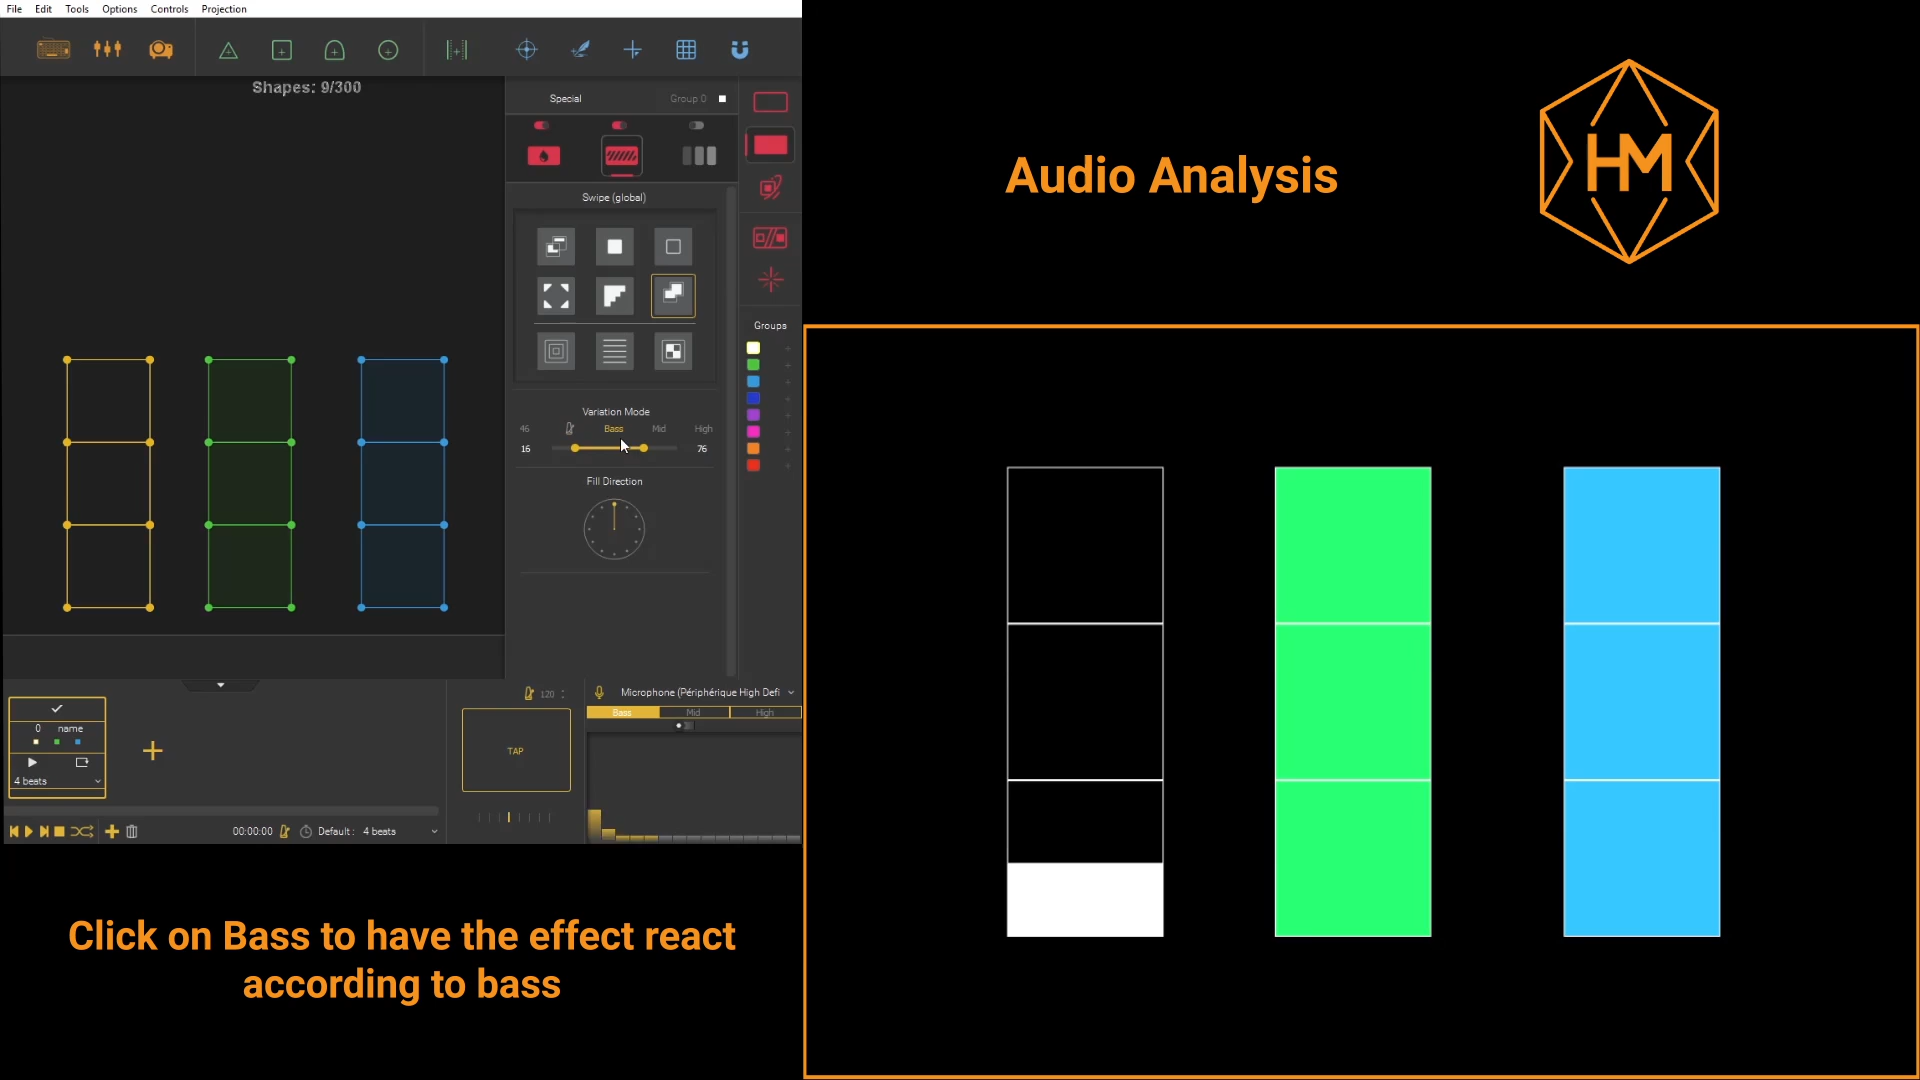 File Edit Tools Options Controls Projection
Shapes: 9/300
Special Group 0
Swipe (global)
Variation Mode
46 Bass Mid High
16 76
Fill Direction
Groups
Audio Analysis
HM
0 name
4 beats
120
TAP
Microphone (Périphérique High Defi
Bass Mid High
00:00:00 Default : 4 beats
Click on Bass to have the effect react
according to bass